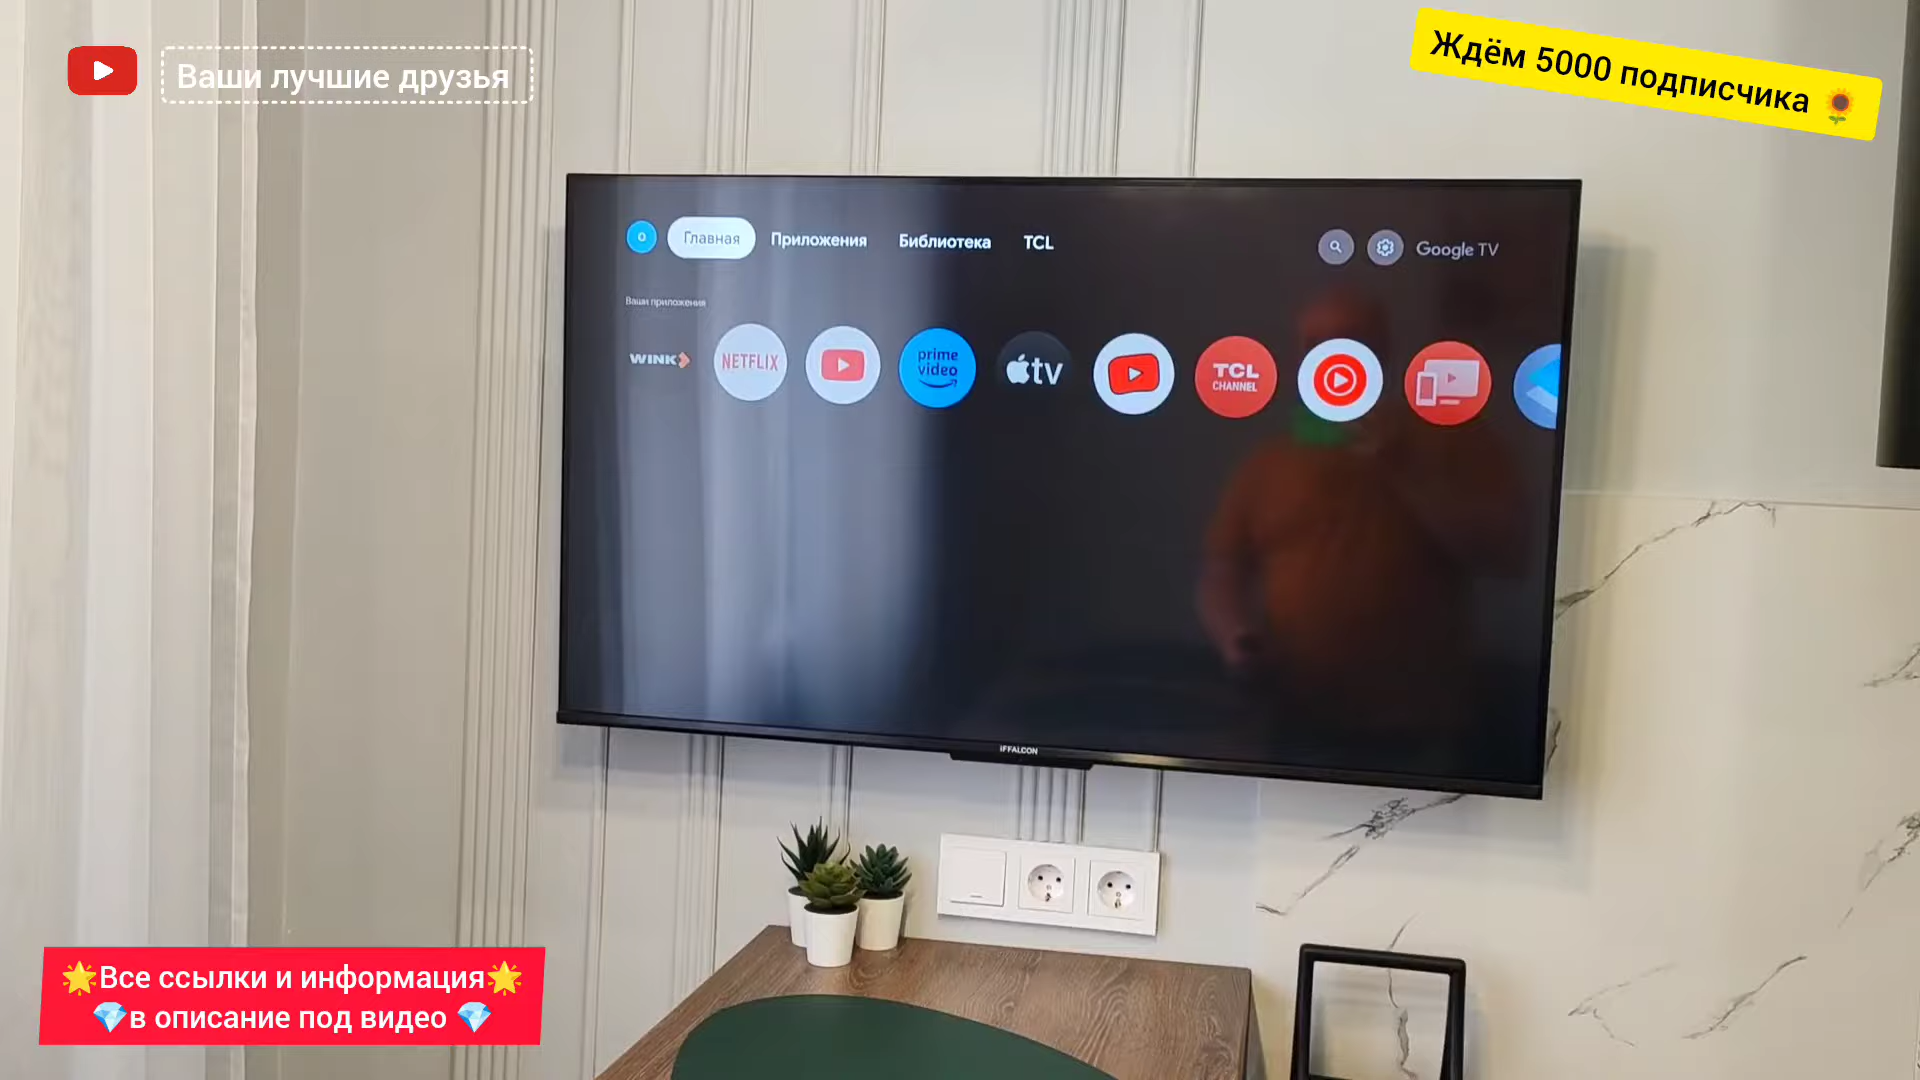 Ваши лучшие друзья
Ждём 5000 подписчика
Главная Приложения Библиотека TCL Google TV
Ваши приложения
WINK NETFLIX prime video tv TCL CHANNEL
iFFALCON
Все ссылки и информация
в описание под видео